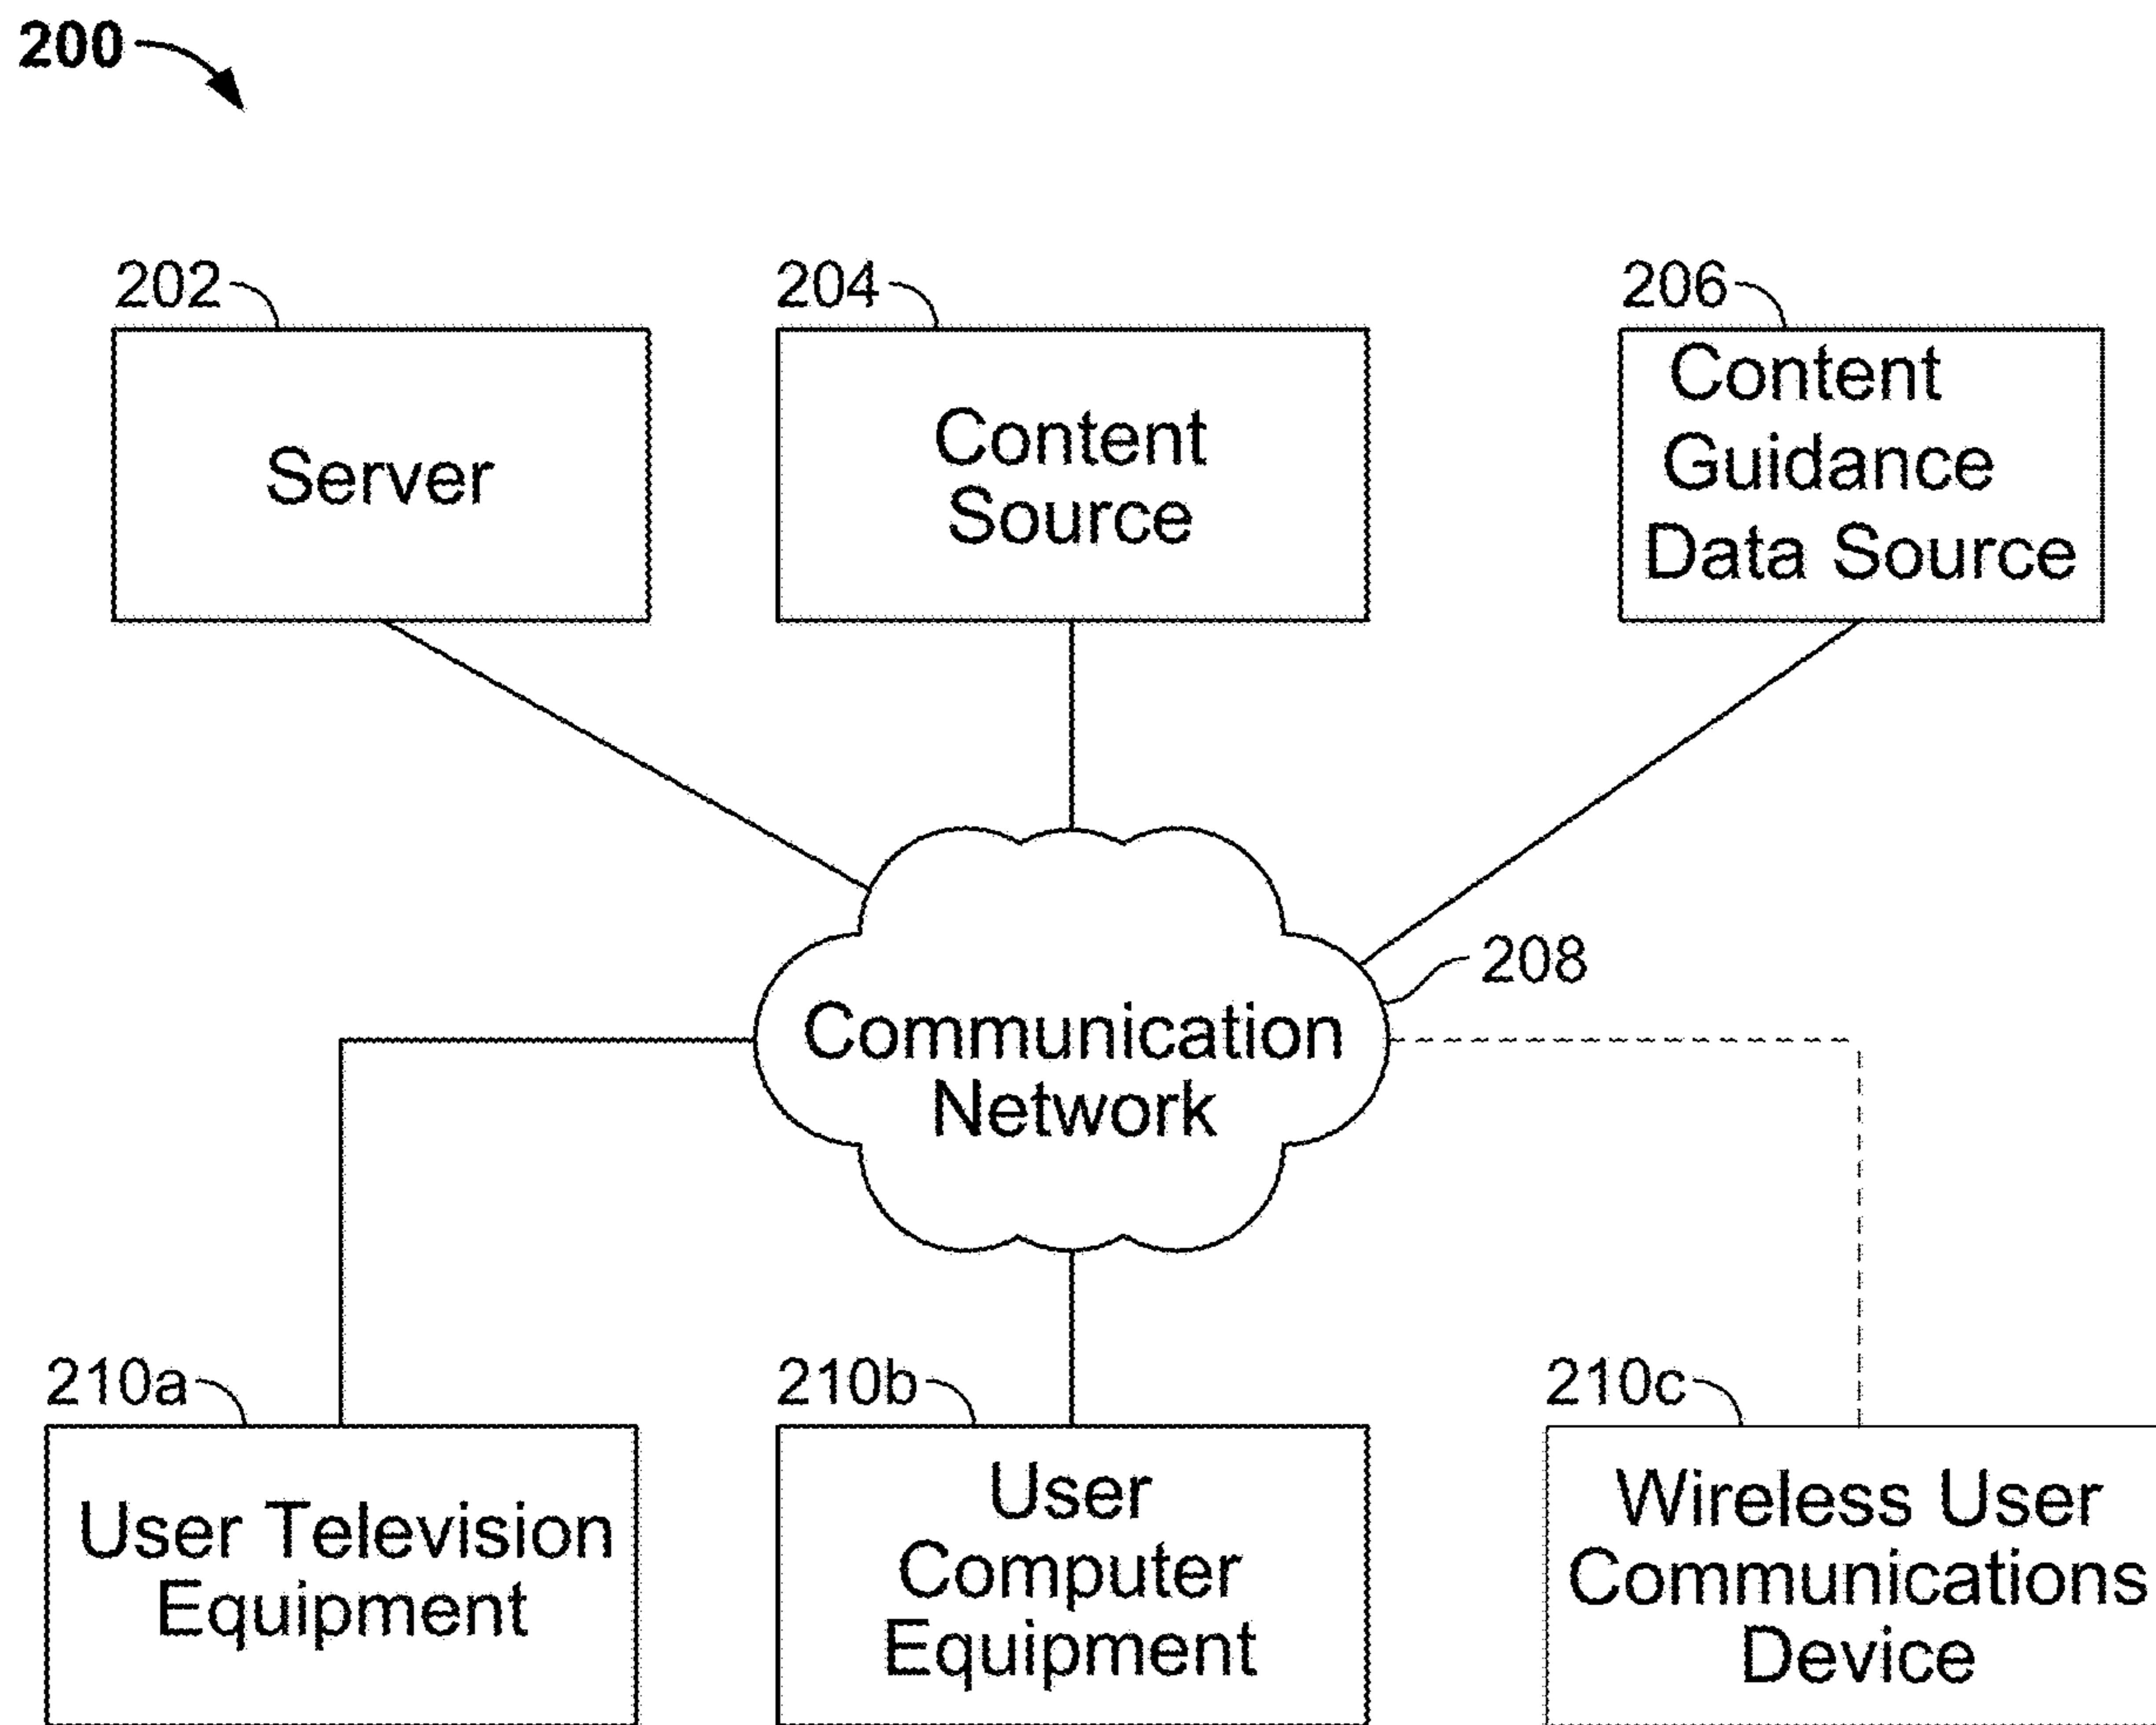 200
202
204
206
Server
Content
Source
Content
Guidance
Data Source
208
Communication
Network
210a
210b
210c
User Television
Equipment
User
Computer
Equipment
Wireless User
Communications
Device